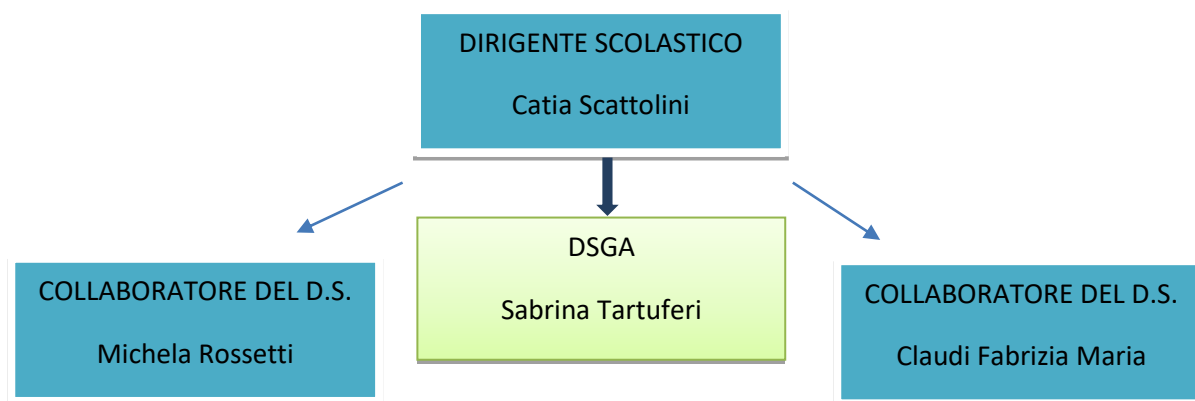 DIRIGENTE SCOLASTICO
Catia Scattolini
DSGA
Sabrina Tartuferi
COLLABORATORE DEL D.S.
Michela Rossetti
COLLABORATORE DEL D.S.
Claudi Fabrizia Maria